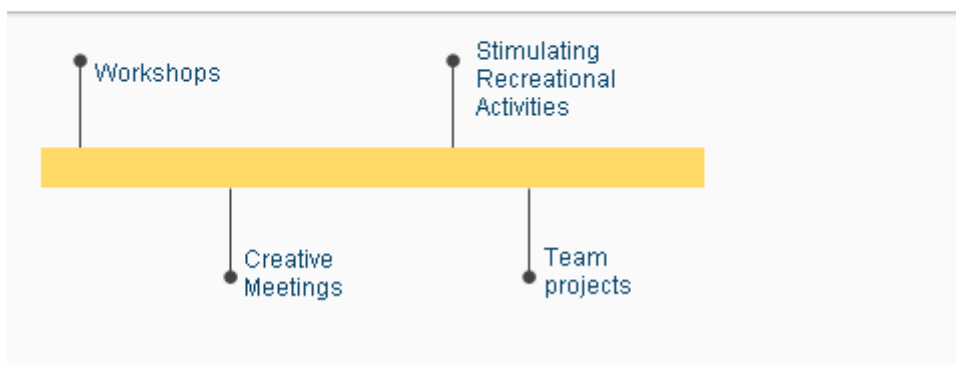 Workshops
Stimulating
Recreational
Activities
Creative
Meetings
Team
projects